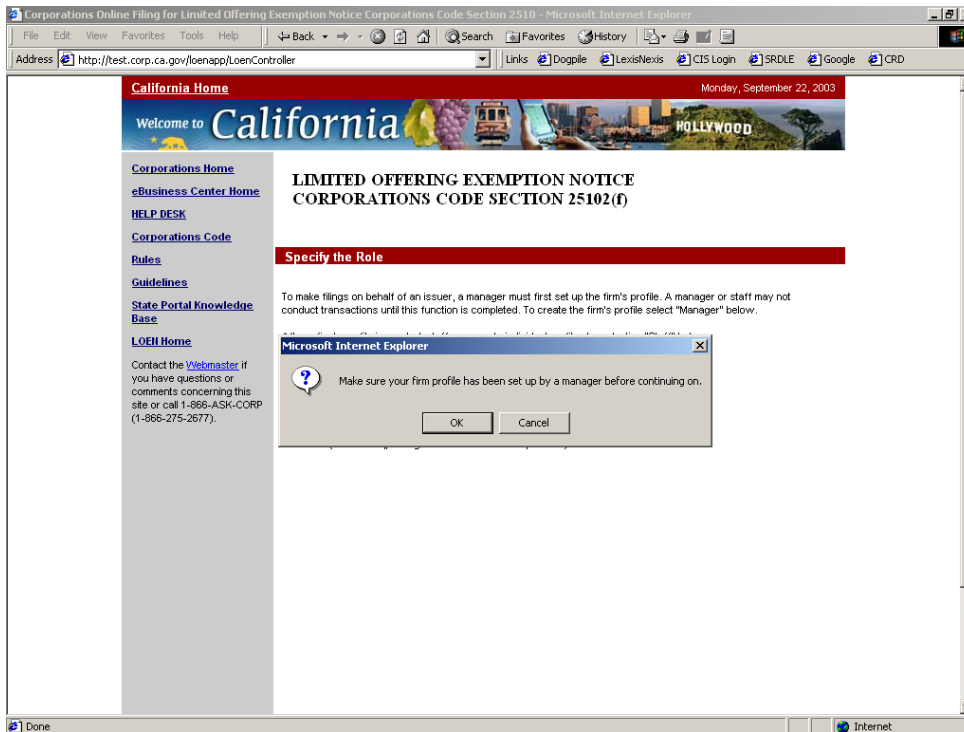 Corporations Online Filing for Limited Offering Exemption Notice Corporations Code Section 2510 - Microsoft Internet Explorer
File Edit View Favorites Tools Help Back Search Favorites History
Address http://test.corp.ca.gov/loenapp/LoenController Links Dogpile LexisNexis CIS Login SRDLE Google CRD
California Home Monday, September 22, 2003
Welcome to California HOLLYWOOD
Corporations Home
eBusiness Center Home
HELP DESK
Corporations Code
Rules
Guidelines
State Portal Knowledge
Base
LOEN Home
Contact the Webmaster if
you have questions or
comments concerning this
site or call 1-866-ASK-CORP
(1-866-275-2677).
LIMITED OFFERING EXEMPTION NOTICE
CORPORATIONS CODE SECTION 25102(f)
Specify the Role
To make filings on behalf of an issuer, a manager must first set up the firm's profile. A manager or staff may not
conduct transactions until this function is completed. To create the firm's profile select "Manager" below.
Microsoft Internet Explorer
Make sure your firm profile has been set up by a manager before continuing on.
OK Cancel
Done Internet